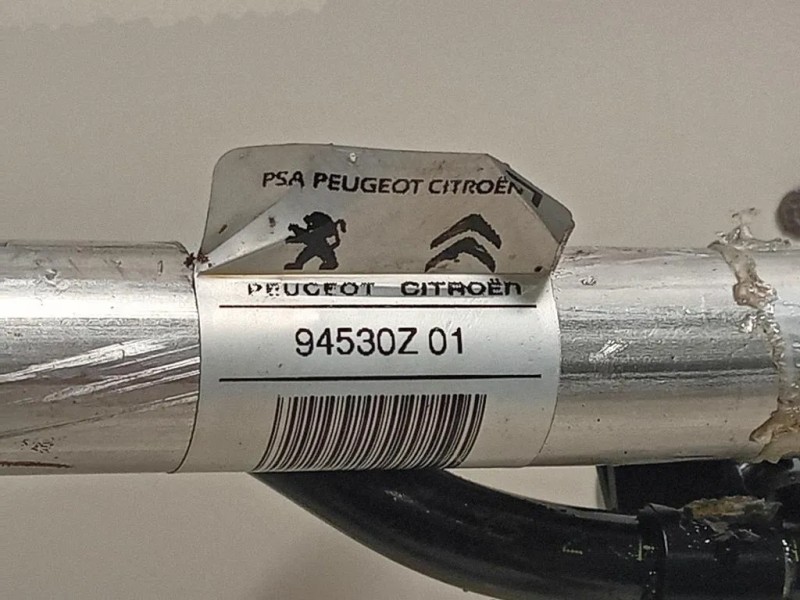 PSA PEUGEOT CITROËN
PEUGEOT CITROËN
94530Z 01